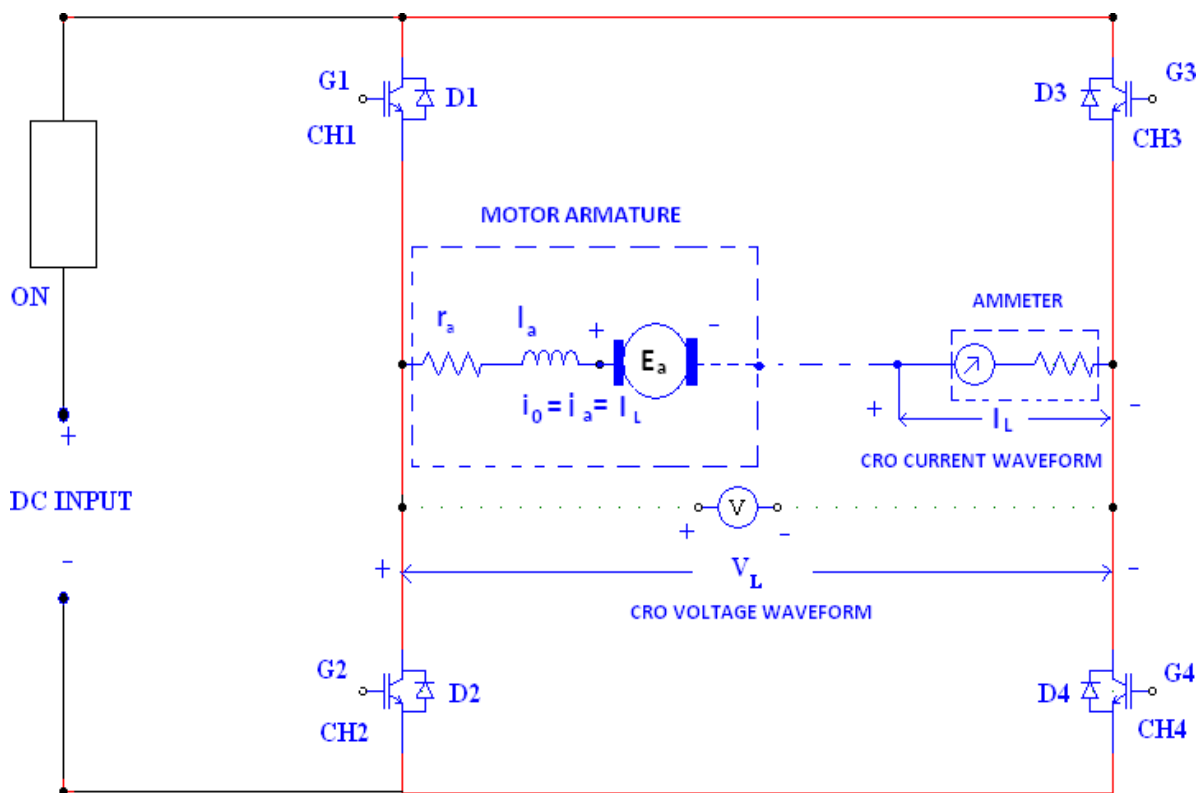 G1
D1
CH1
D3
G3
CH3
MOTOR ARMATURE
AMMETER
ON
rₐ
lₐ
+
-
Eₐ
i₀ = iₐ= I_L
+
I_L
-
CRO CURRENT WAVEFORM
+
DC INPUT
-
V
+
-
+
V_L
-
CRO VOLTAGE WAVEFORM
G2
D2
CH2
D4
G4
CH4